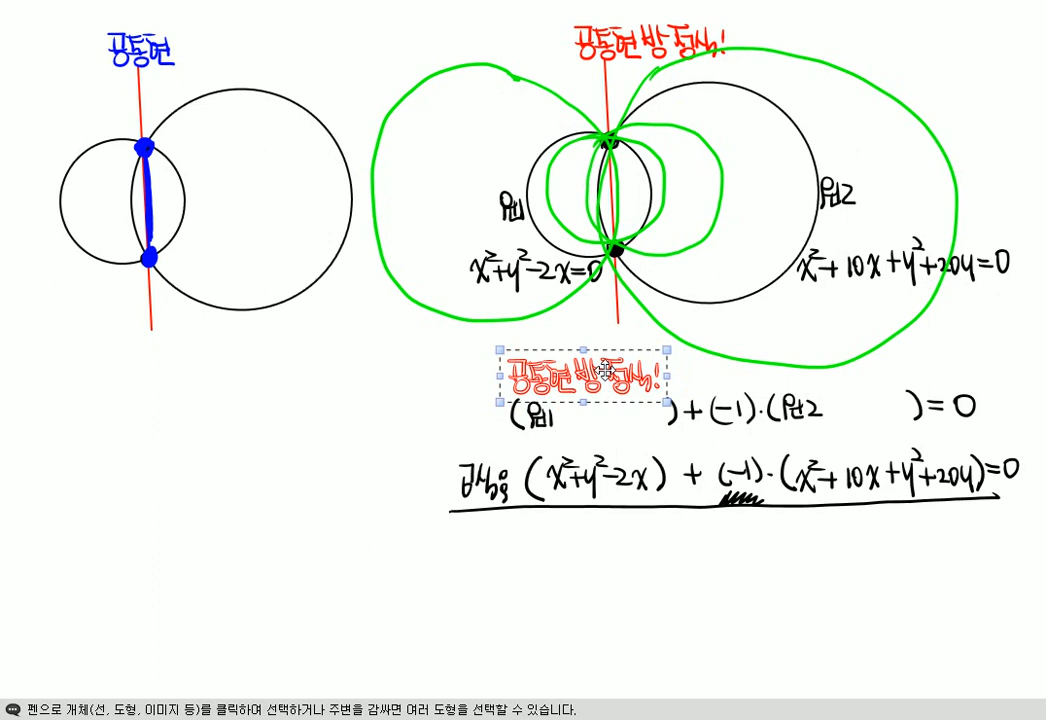 공통현
공통현 방정식!
원1
원2
x²+y²-2x=0
x²+10x+y²+20y=0
공통현 방정식!
(원1 )+(-1)·(원2 )=0
(x²+y²-2x) + (-1)·(x²+10x+y²+20y)=0
펜으로 개체(선, 도형, 이미지 등)를 클릭하여 선택하거나 주변을 감싸면 여러 도형을 선택할 수 있습니다.